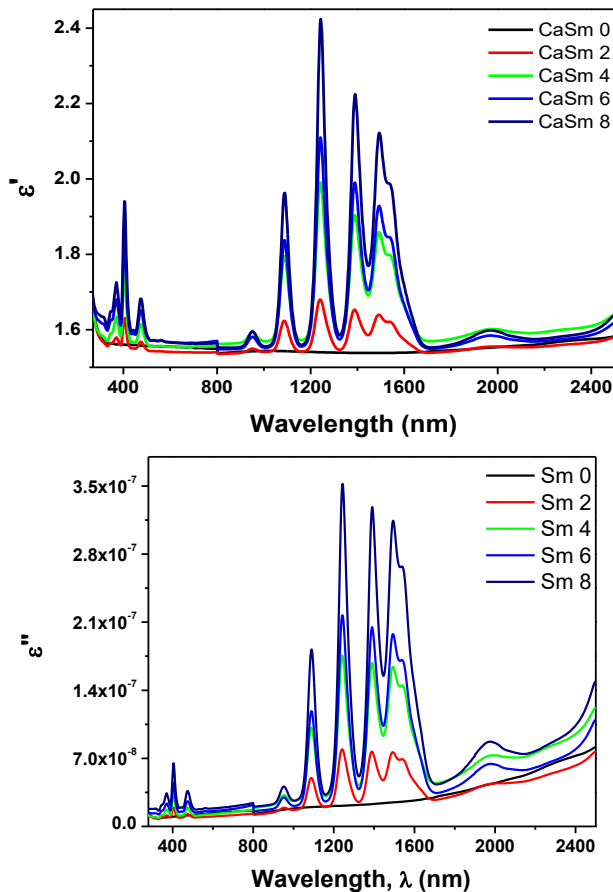 2.4
2.2
2.0
1.8
1.6
ε'
CaSm 0
CaSm 2
CaSm 4
CaSm 6
CaSm 8
400 800 1200 1600 2000 2400
Wavelength (nm)
3.5x10⁻⁷
2.8x10⁻⁷
2.1x10⁻⁷
1.4x10⁻⁷
7.0x10⁻⁸
0.0
ε"
Sm 0
Sm 2
Sm 4
Sm 6
Sm 8
400 800 1200 1600 2000 2400
Wavelength, λ (nm)